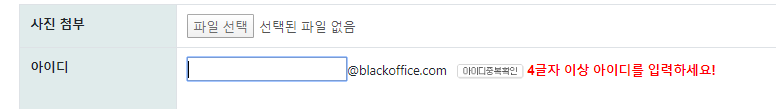 사진 첨부 파일 선택 선택된 파일 없음
아이디 @blackoffice.com 아이디중복확인 4글자 이상 아이디를 입력하세요!